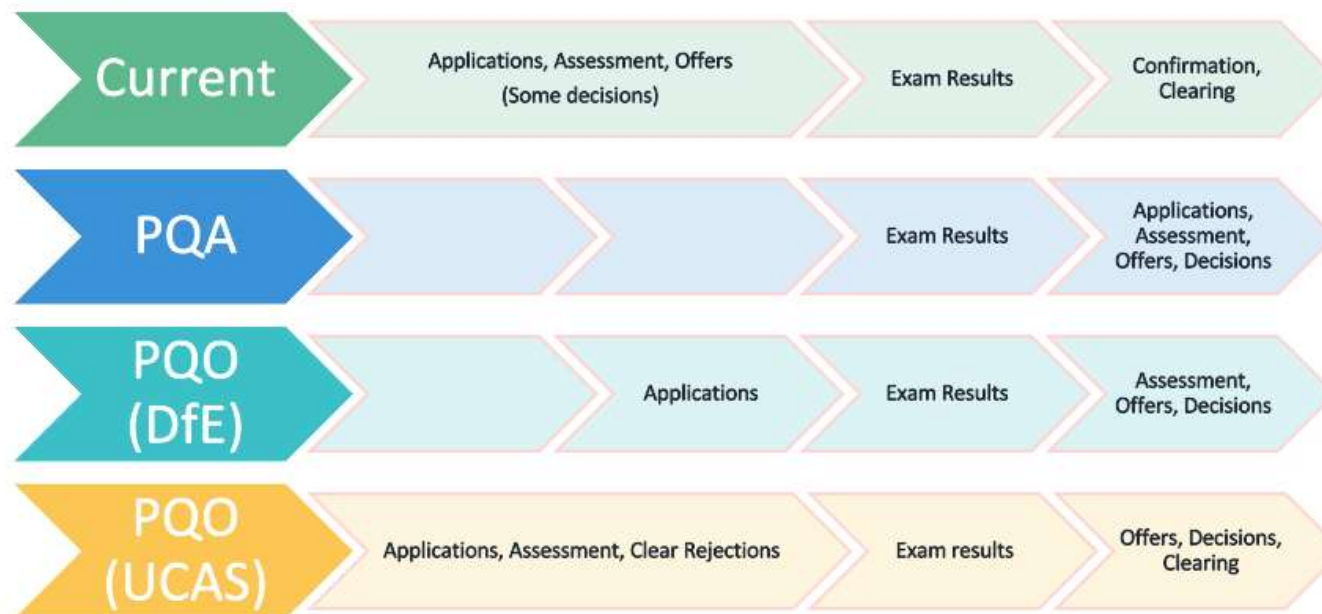 Current
Applications, Assessment, Offers
(Some decisions)
Exam Results
Confirmation,
Clearing
PQA
Exam Results
Applications,
Assessment,
Offers, Decisions
PQO
(DfE)
Applications
Exam Results
Assessment,
Offers, Decisions
PQO
(UCAS)
Applications, Assessment, Clear Rejections
Exam results
Offers, Decisions,
Clearing